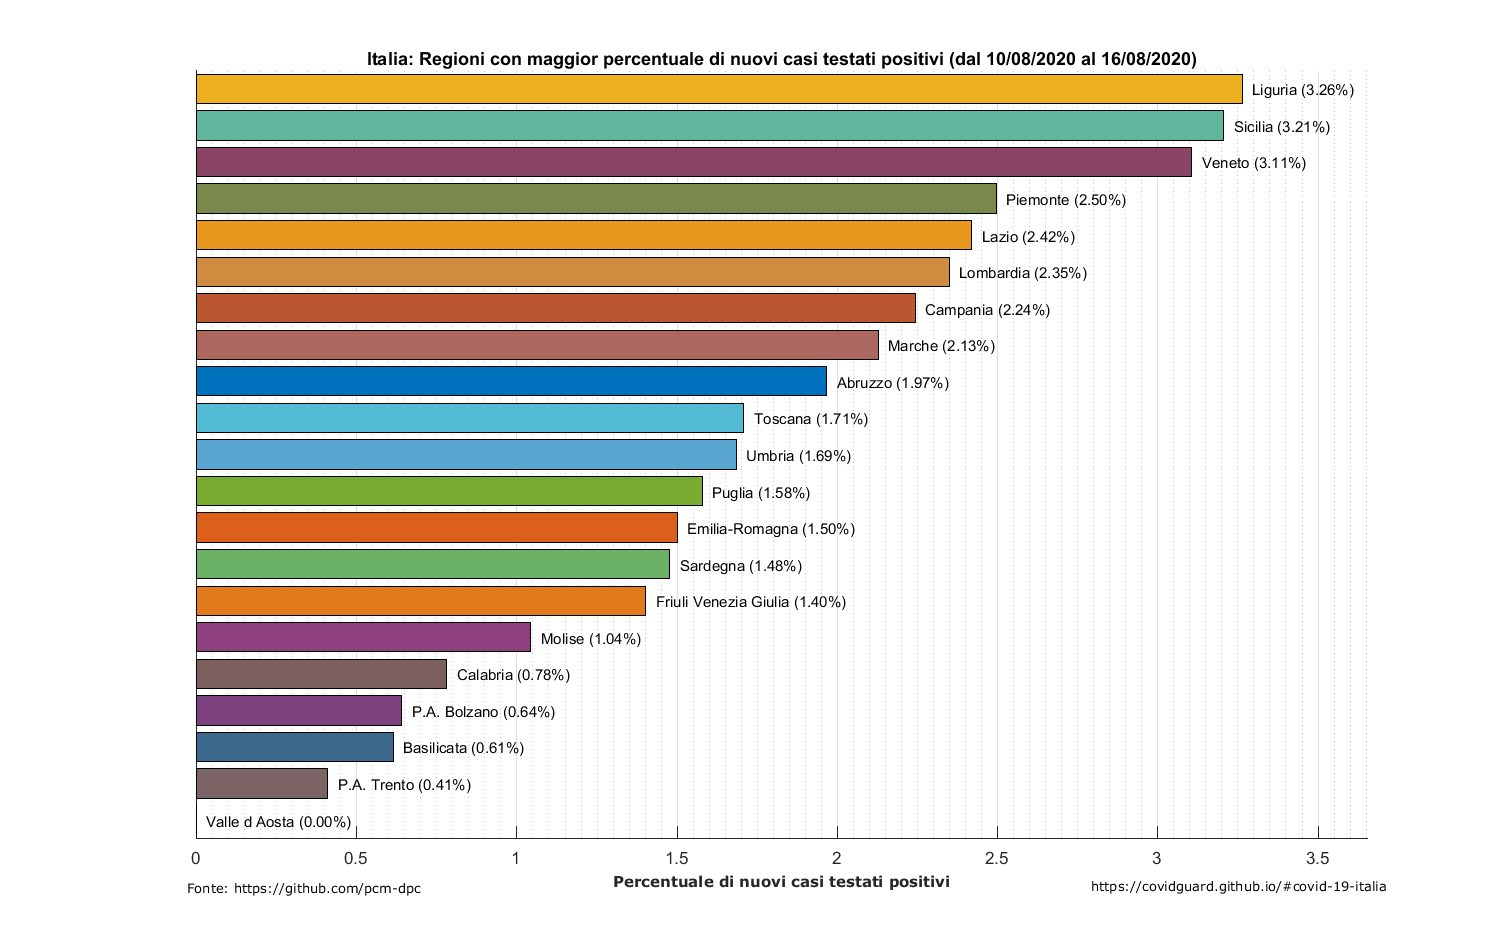 Italia: Regioni con maggior percentuale di nuovi casi testati positivi (dal 10/08/2020 al 16/08/2020)
Liguria (3.26%)
Sicilia (3.21%)
Veneto (3.11%)
Piemonte (2.50%)
Lazio (2.42%)
Lombardia (2.35%)
Campania (2.24%)
Marche (2.13%)
Abruzzo (1.97%)
Toscana (1.71%)
Umbria (1.69%)
Puglia (1.58%)
Emilia-Romagna (1.50%)
Sardegna (1.48%)
Friuli Venezia Giulia (1.40%)
Molise (1.04%)
Calabria (0.78%)
P.A. Bolzano (0.64%)
Basilicata (0.61%)
P.A. Trento (0.41%)
Valle d Aosta (0.00%)
0 0.5 1 1.5 2 2.5 3 3.5
Percentuale di nuovi casi testati positivi
Fonte: https://github.com/pcm-dpc
https://covidguard.github.io/#covid-19-italia